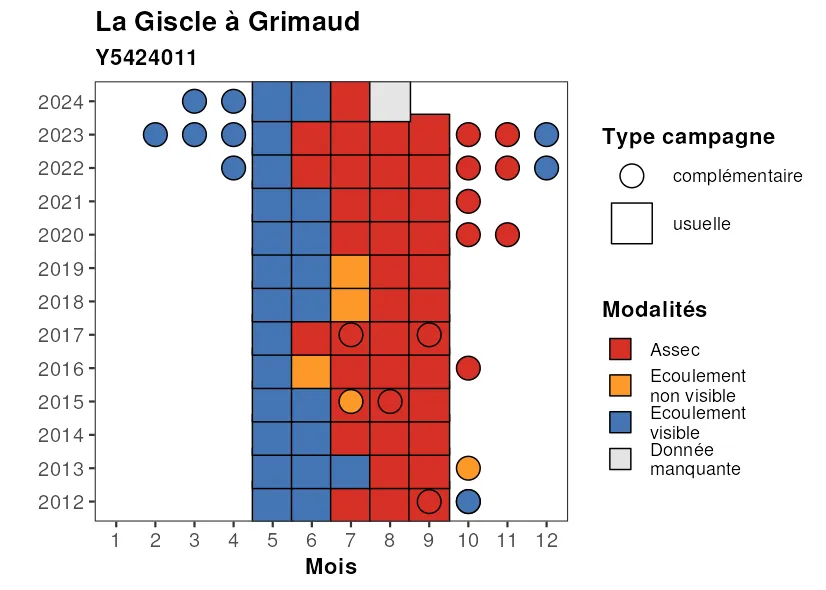 La Giscle à Grimaud
Y5424011
2024
2023
2022
2021
2020
2019
2018
2017
2016
2015
2014
2013
2012
1 2 3 4 5 6 7 8 9 10 11 12
Mois
Type campagne
complémentaire
usuelle
Modalités
Assec
Ecoulement
non visible
Ecoulement
visible
Donnée
manquante